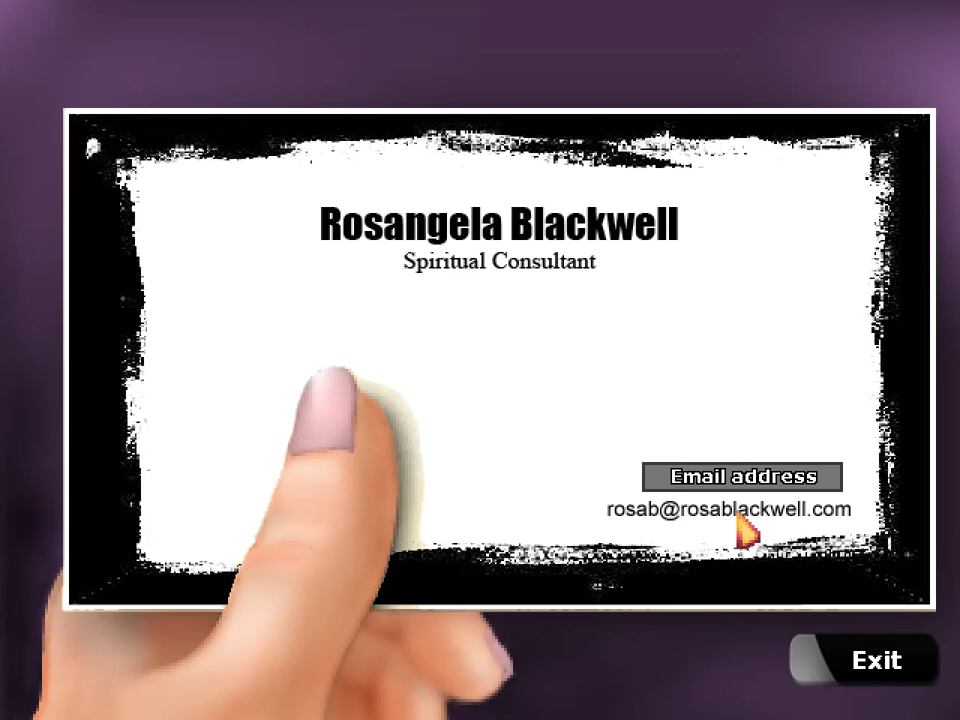 Rosangela Blackwell
Spiritual Consultant
Email address
rosab@rosablackwell.com
Exit